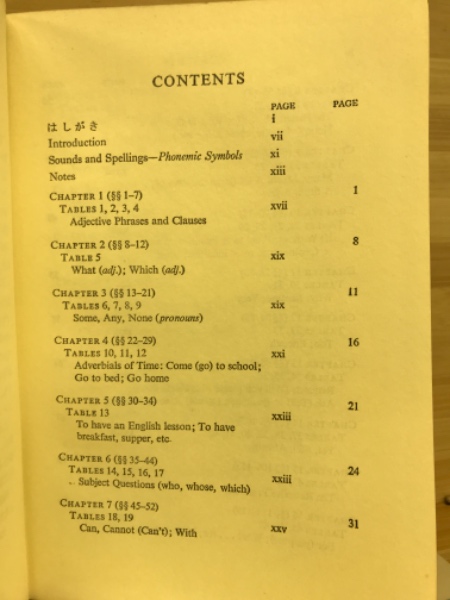 CONTENTS
PAGE PAGE
はしがき i
Introduction vii
Sounds and Spellings—Phonemic Symbols xi
Notes xiii
CHAPTER 1 (§§ 1–7) 1
TABLES 1, 2, 3, 4 xvii
Adjective Phrases and Clauses
CHAPTER 2 (§§ 8–12) 8
TABLE 5 xix
What (adj.); Which (adj.)
CHAPTER 3 (§§ 13–21) 11
TABLES 6, 7, 8, 9 xix
Some, Any, None (pronouns)
CHAPTER 4 (§§ 22–29) 16
TABLES 10, 11, 12 xxi
Adverbials of Time: Come (go) to school;
Go to bed; Go home
CHAPTER 5 (§§ 30–34) 21
TABLE 13 xxiii
To have an English lesson; To have
breakfast, supper, etc.
CHAPTER 6 (§§ 35–44) 24
TABLES 14, 15, 16, 17 xxiii
Subject Questions (who, whose, which)
CHAPTER 7 (§§ 45–52) 31
TABLES 18, 19 xxv
Can, Cannot (Can't); With